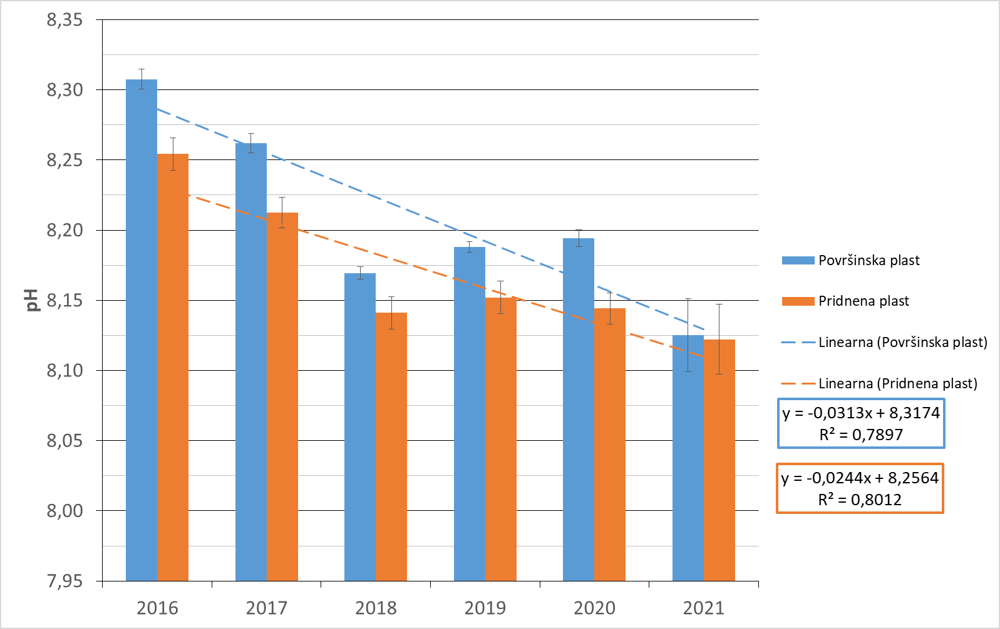 8,35
8,30
8,25
8,20
8,15
8,10
8,05
8,00
7,95
pH
2016
2017
2018
2019
2020
2021
Površinska plast
Pridnena plast
Linearna (Površinska plast)
Linearna (Pridnena plast)
y = -0,0313x + 8,3174
R² = 0,7897
y = -0,0244x + 8,2564
R² = 0,8012